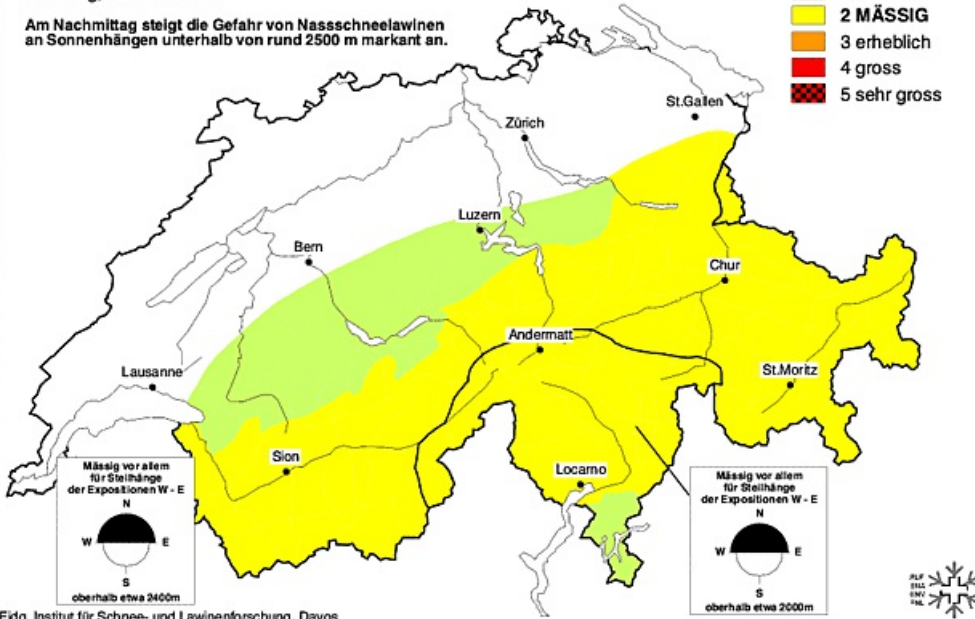 Am Nachmittag steigt die Gefahr von Nassschneelawinen
an Sonnenhängen unterhalb von rund 2500 m markant an.
2 MÄSSIG
3 erheblich
4 gross
5 sehr gross
St.Gallen
Zürich
Luzern
Bern
Chur
Andermatt
Lausanne
St.Moritz
Sion
Locarno
Mässig vor allem
für Steilhänge
der Expositionen W - E
N
W E
S
oberhalb etwa 2400m
Mässig vor allem
für Steilhänge
der Expositionen W - E
N
W E
S
oberhalb etwa 2000m
Eidg. Institut für Schnee- und Lawinenforschung, Davos